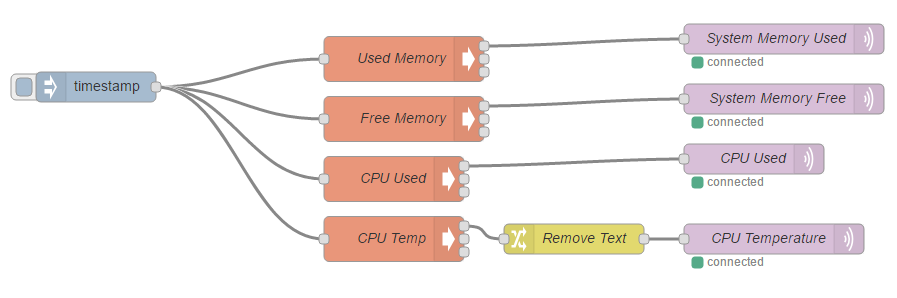 timestamp
Used Memory
System Memory Used
connected
Free Memory
System Memory Free
connected
CPU Used
CPU Used
connected
CPU Temp
Remove Text
CPU Temperature
connected